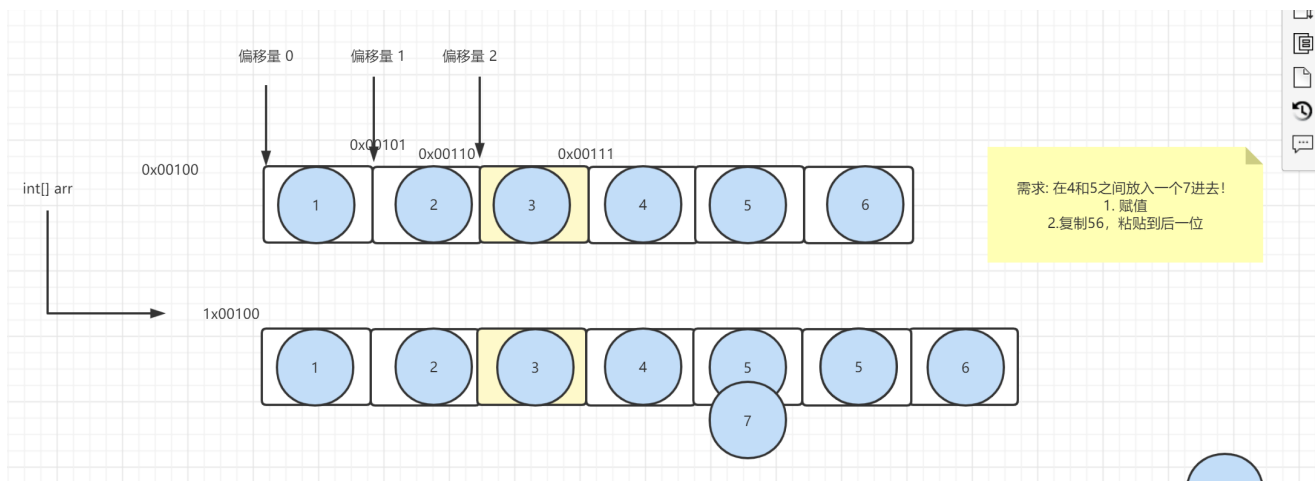 偏移量 0
偏移量 1
偏移量 2
0x00101
0x00110
0x00111
0x00100
int[] arr
1
2
3
4
5
6
需求: 在4和5之间放入一个7进去！
1. 赋值
2.复制56，粘贴到后一位
1x00100
1
2
3
4
5
5
6
7